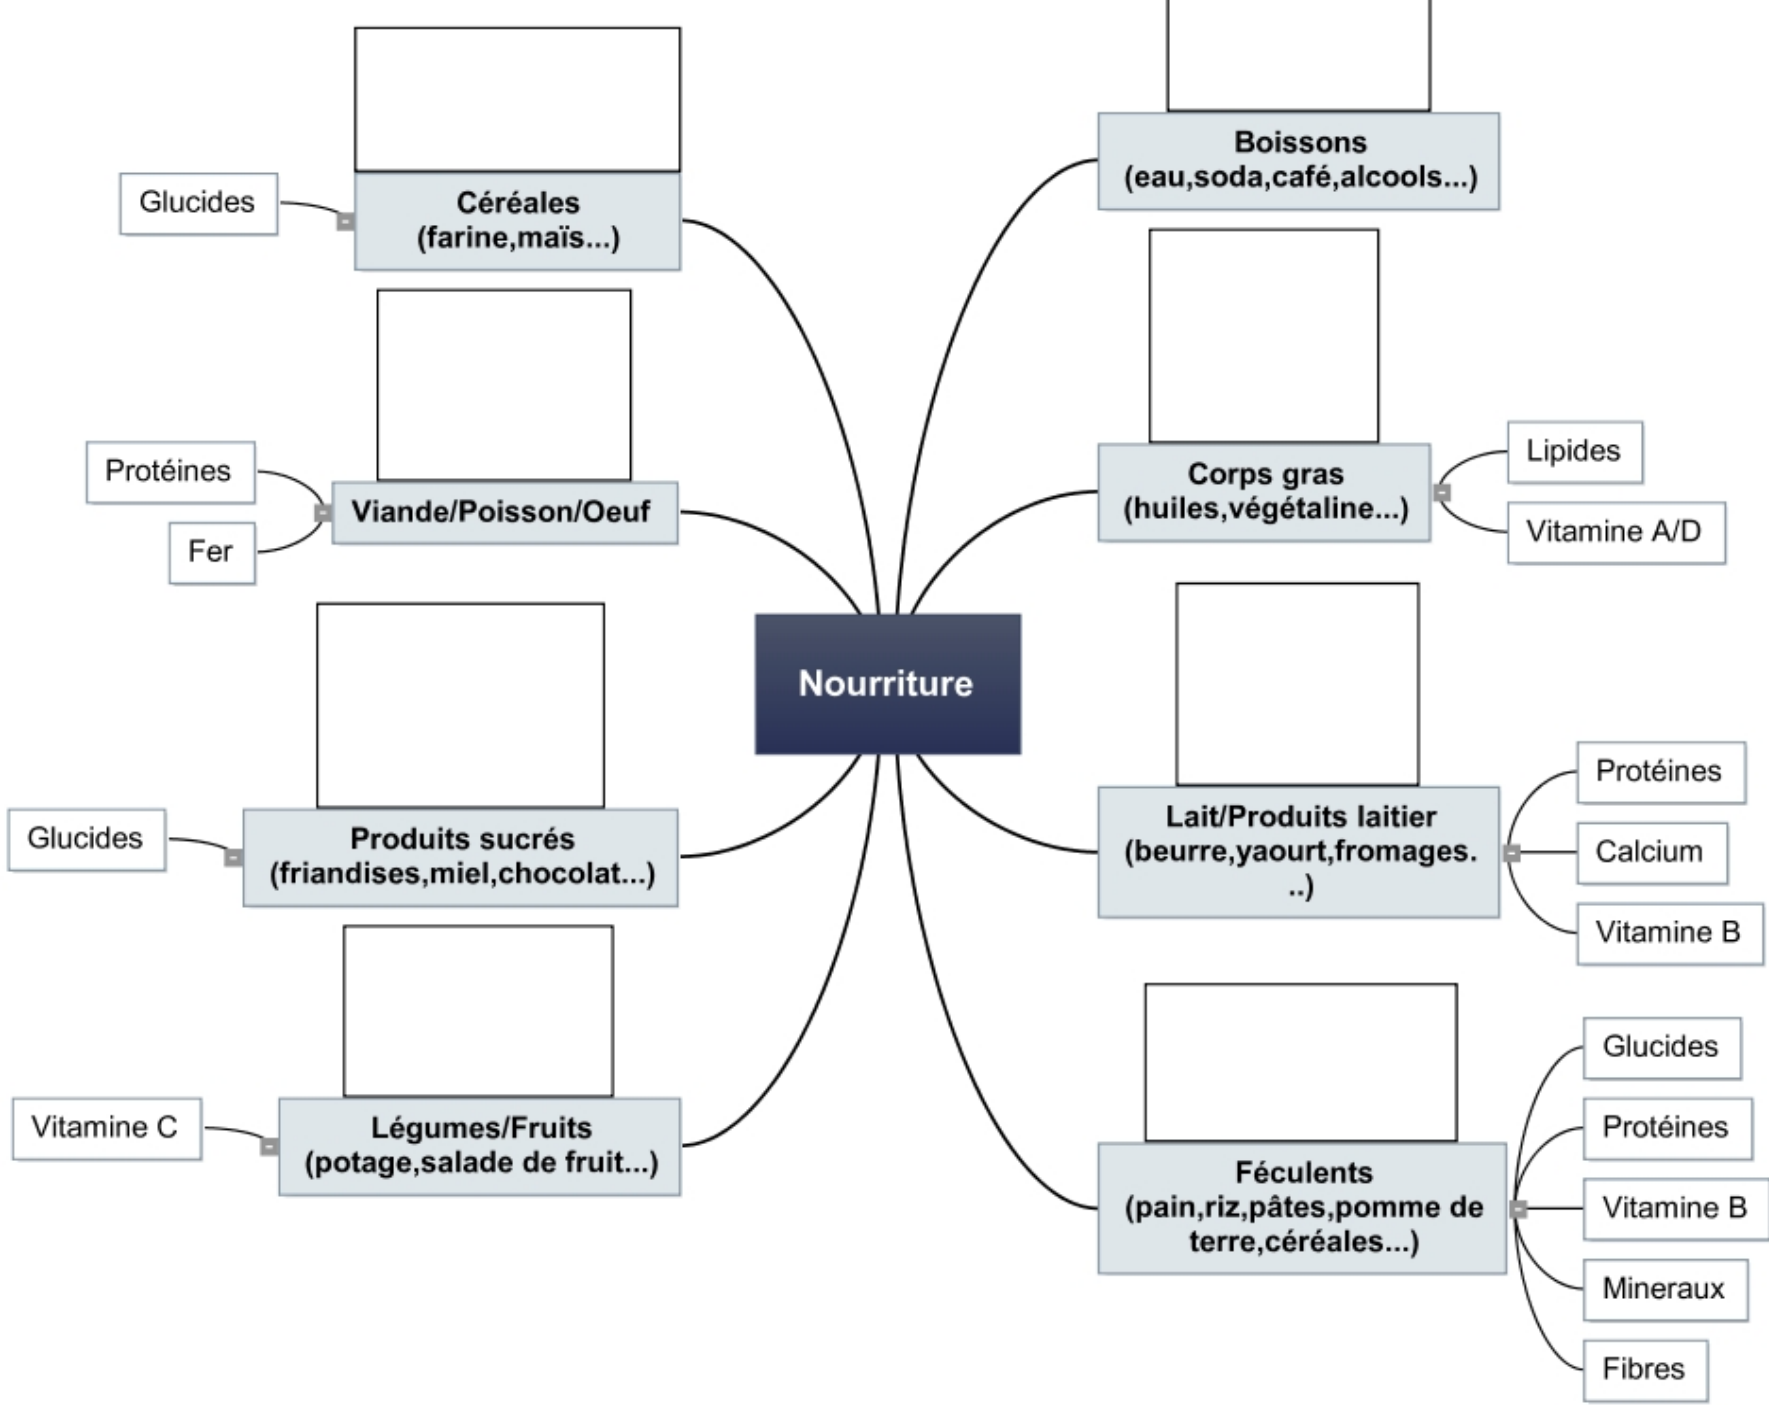 Boissons
(eau,soda,café,alcools...)
Glucides
Céréales
(farine,maïs...)
Protéines
Fer
Viande/Poisson/Oeuf
Corps gras
(huiles,végétaline...)
Lipides
Vitamine A/D
Nourriture
Glucides
Produits sucrés
(friandises,miel,chocolat...)
Lait/Produits laitier
(beurre,yaourt,fromages.
..)
Protéines
Calcium
Vitamine B
Vitamine C
Légumes/Fruits
(potage,salade de fruit...)
Féculents
(pain,riz,pâtes,pomme de
terre,céréales...)
Glucides
Protéines
Vitamine B
Mineraux
Fibres